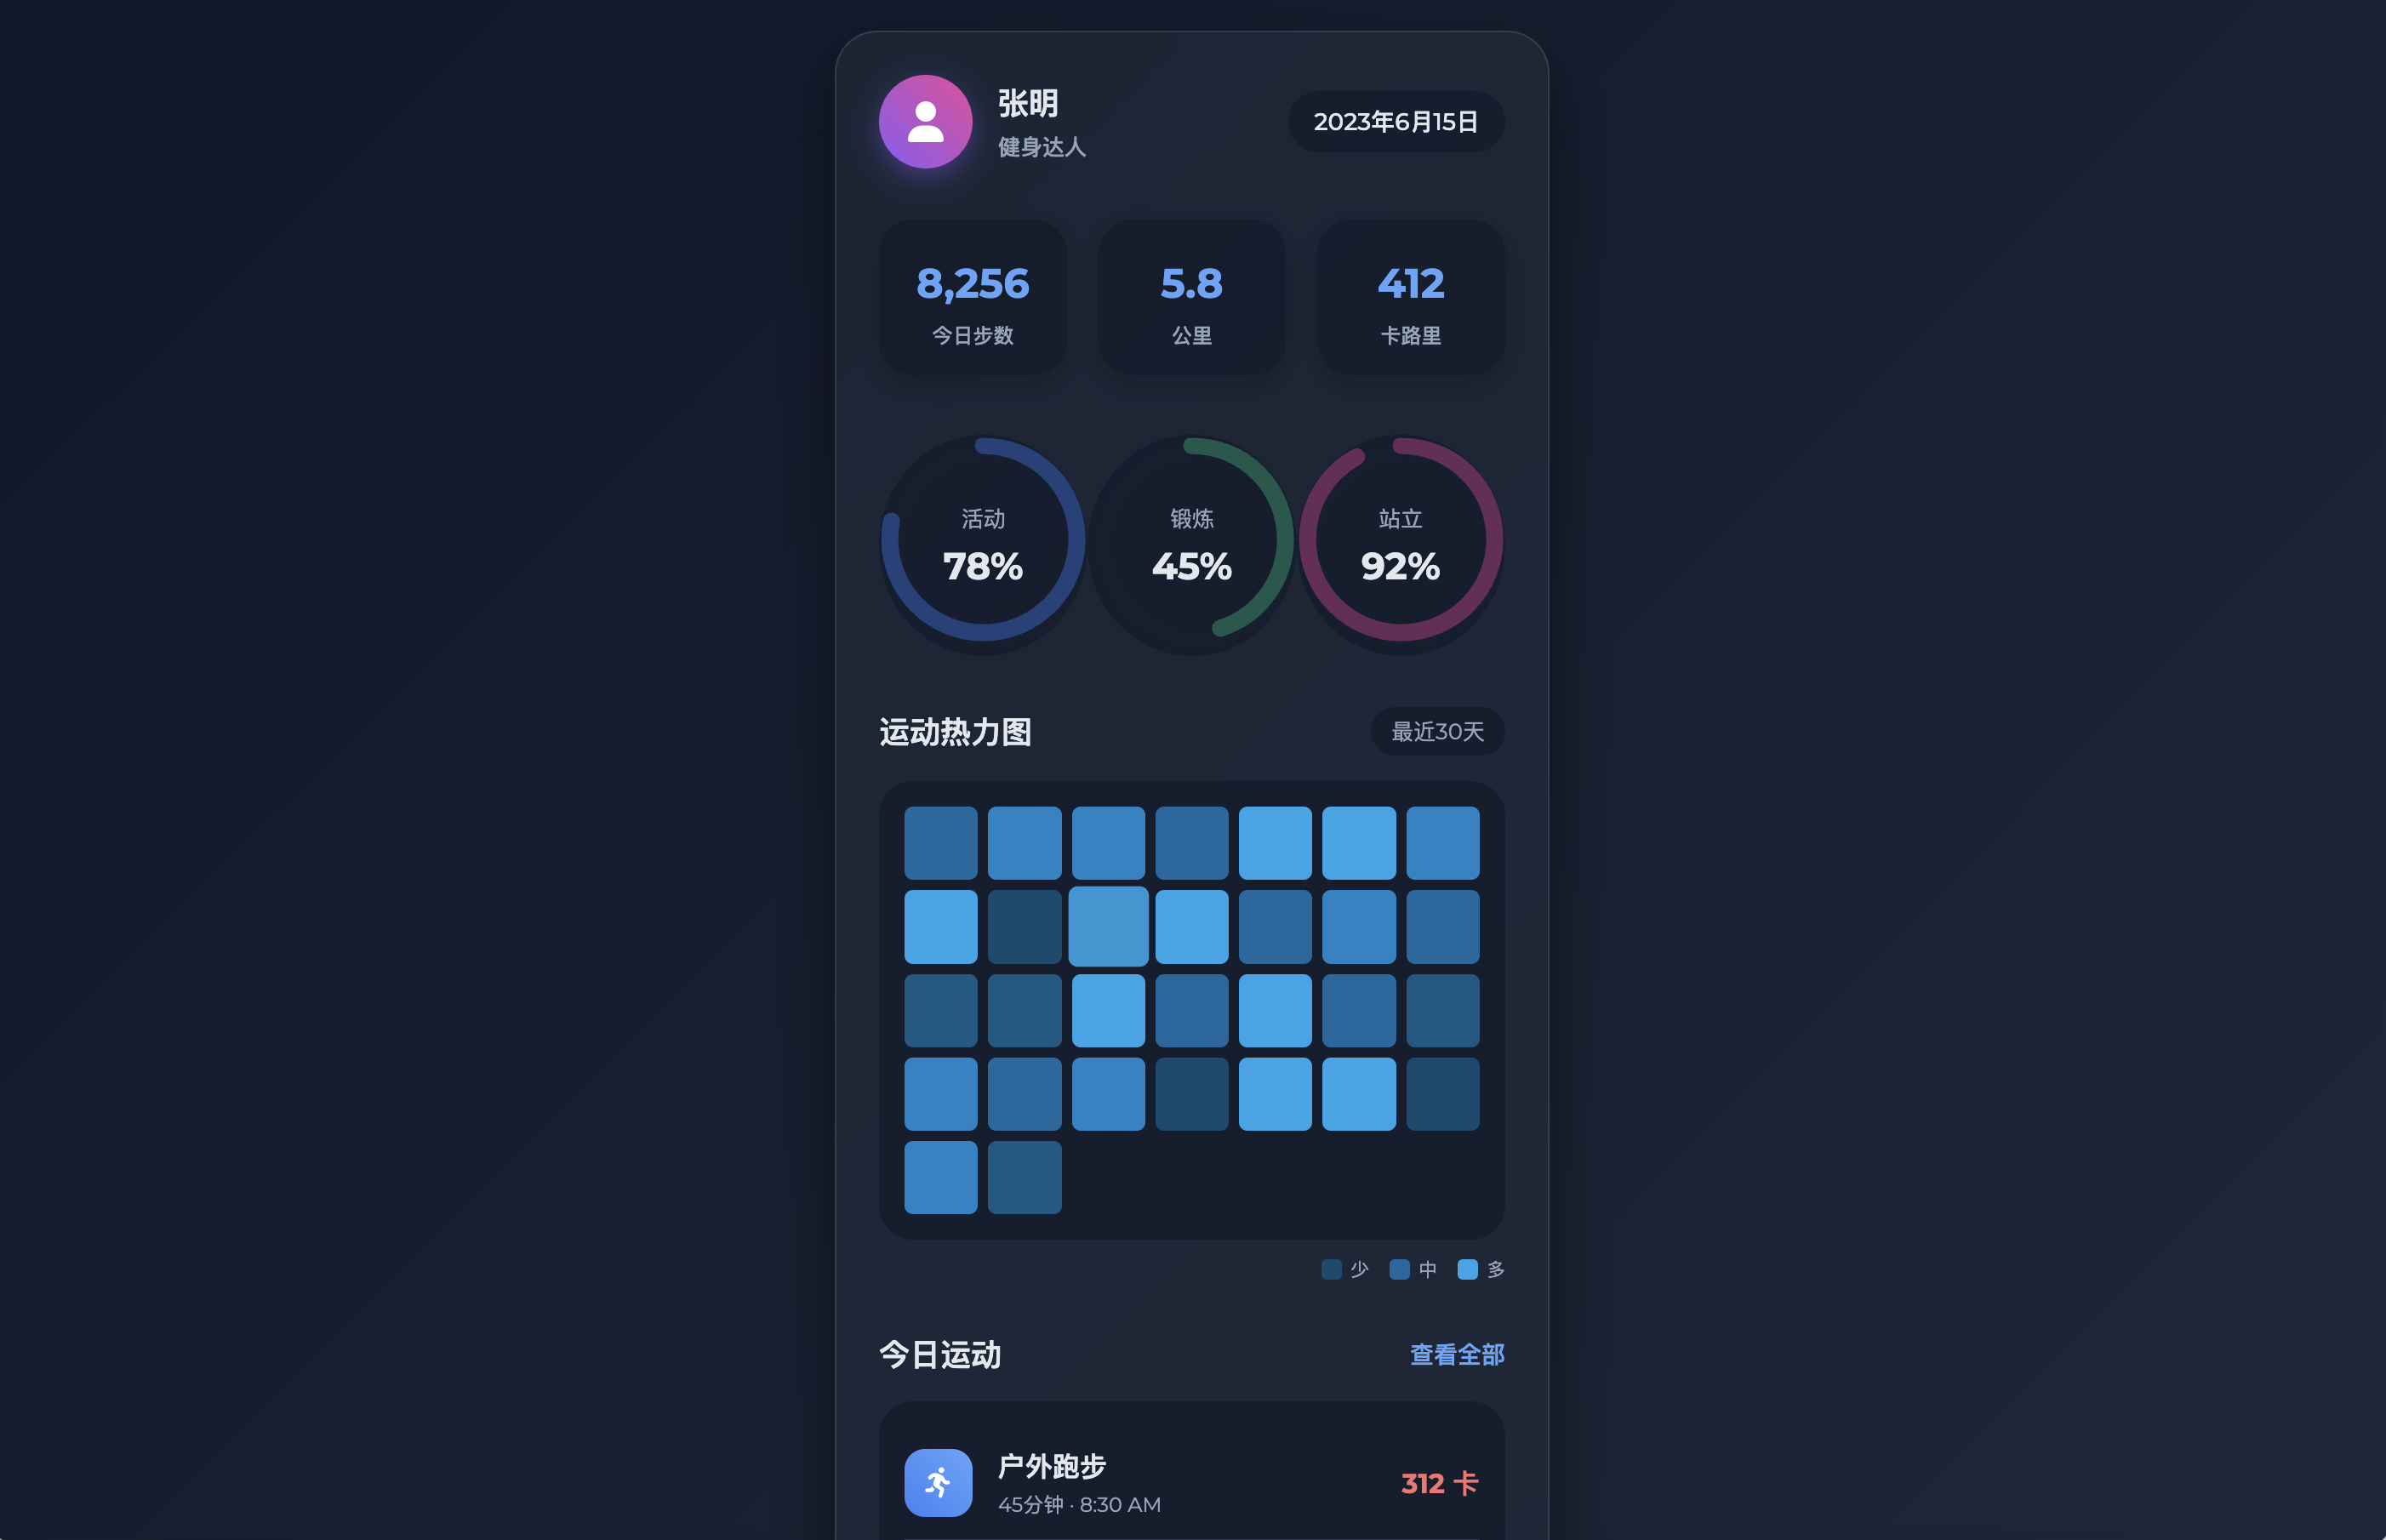 张明
健身达人
2023年6月15日
8,256
今日步数
5.8
公里
412
卡路里
活动
78%
锻炼
45%
站立
92%
运动热力图
最近30天
少
中
多
今日运动
查看全部
户外跑步
45分钟 · 8:30 AM
312 卡